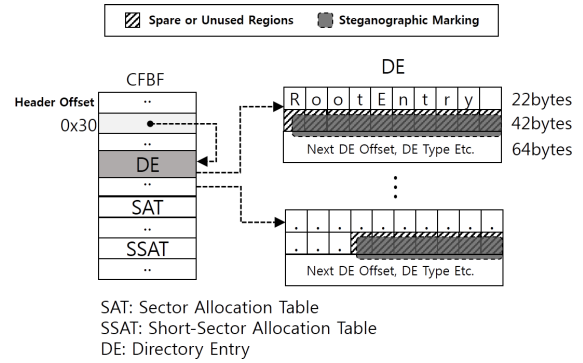 Spare or Unused Regions Steganographic Marking
CFBF
DE
Header Offset
0x30
..
..
DE
..
SAT
..
SSAT
..
R o o t E n t r y
22bytes
42bytes
Next DE Offset, DE Type Etc.
64bytes
⋮
. . . . . . . . . .
. . .
Next DE Offset, DE Type Etc.
SAT: Sector Allocation Table
SSAT: Short-Sector Allocation Table
DE: Directory Entry